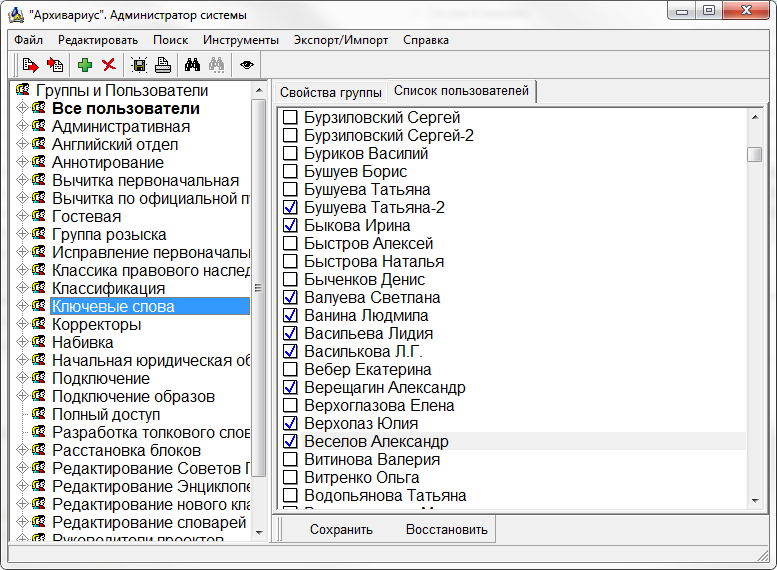 "Архивариус". Администратор системы
Файл Редактировать Поиск Инструменты Экспорт/Импорт Справка
Группы и Пользователи
Все пользователи
Административная
Английский отдел
Аннотирование
Вычитка первоначальная
Вычитка по официальной п
Гостевая
Группа розыска
Исправление первоначаль
Классика правового наслед
Классификация
Ключевые слова
Корректоры
Набивка
Начальная юридическая об
Подключение
Подключение образов
Полный доступ
Разработка толкового слов
Расстановка блоков
Редактирование Советов Г
Редактирование Энциклопе
Редактирование нового кла
Редактирование словарей
Руководители проектов
Свойства группы Список пользователей
Бурзиловский Сергей
Бурзиловский Сергей-2
Буриков Василий
Бушуев Борис
Бушуева Татьяна
Бушуева Татьяна-2
Быкова Ирина
Быстров Алексей
Быстрова Наталья
Быченков Денис
Валуева Светлана
Ванина Людмила
Васильева Лидия
Василькова Л.Г.
Вебер Екатерина
Верещагин Александр
Верхоглазова Елена
Верхолаз Юлия
Веселов Александр
Витинова Валерия
Витренко Ольга
Водопьянова Татьяна
Сохранить Восстановить